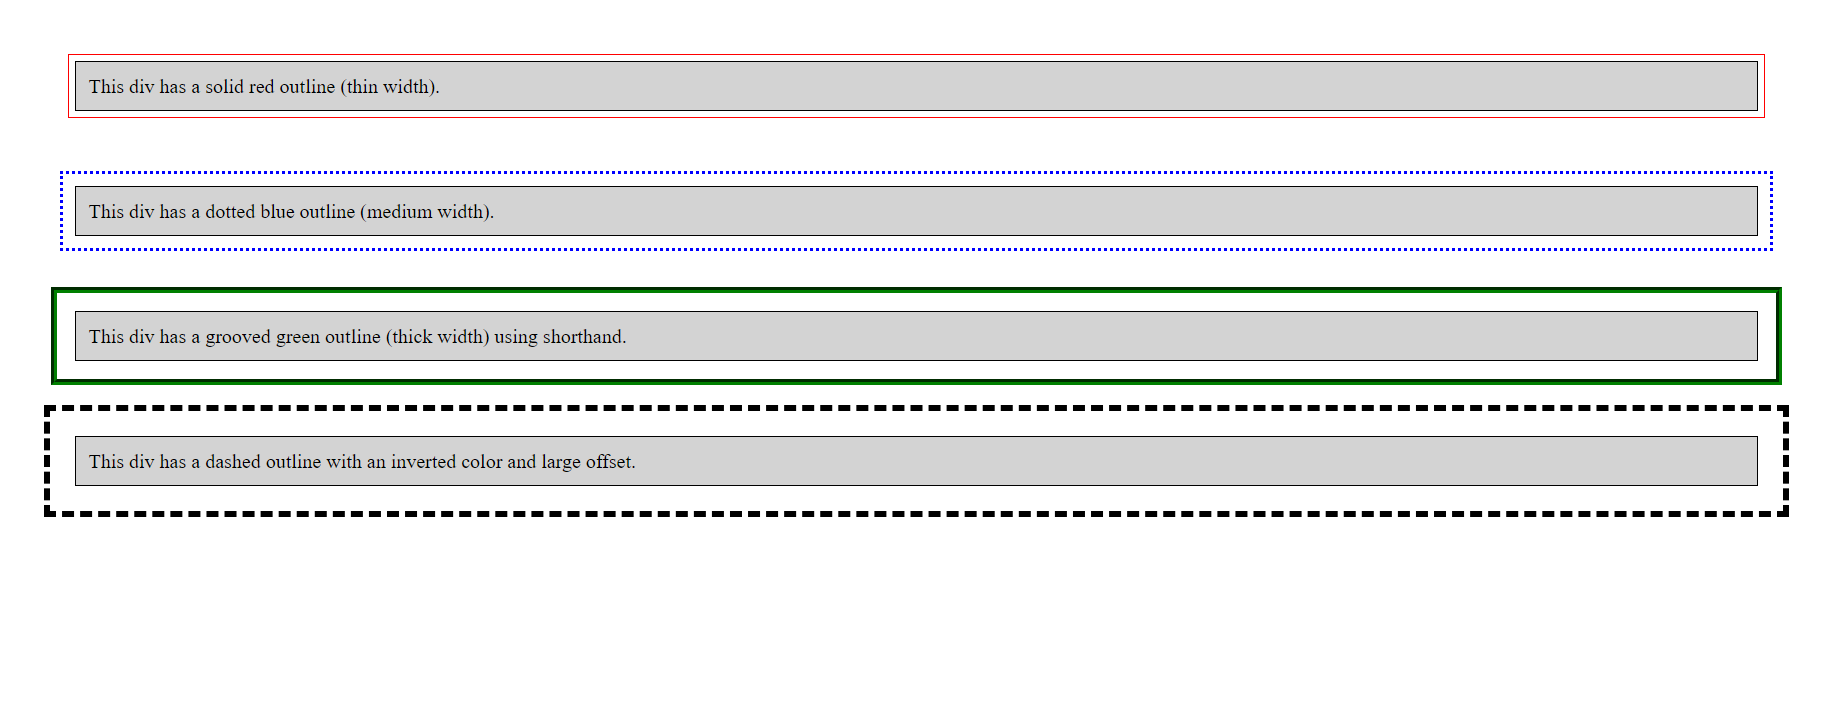 This div has a solid red outline (thin width).
This div has a dotted blue outline (medium width).
This div has a grooved green outline (thick width) using shorthand.
This div has a dashed outline with an inverted color and large offset.